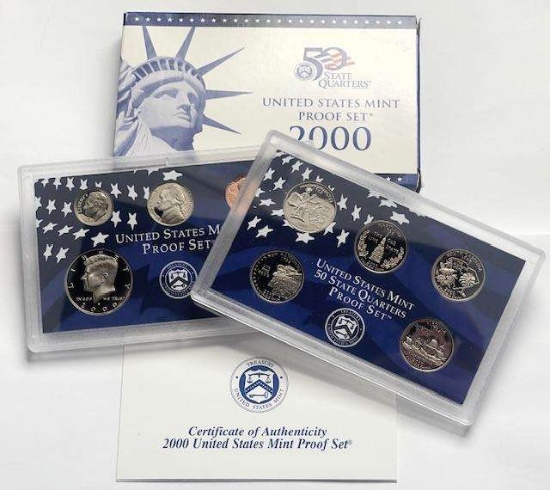 50
STATE
QUARTERS
UNITED STATES MINT
PROOF SET®
2000
UNITED STATES M
PROOF SET
UNITED STATES MINT
50 STATE QUARTERS
PROOF SET
Certificate of Authenticity
2000 United States Mint Proof Set®